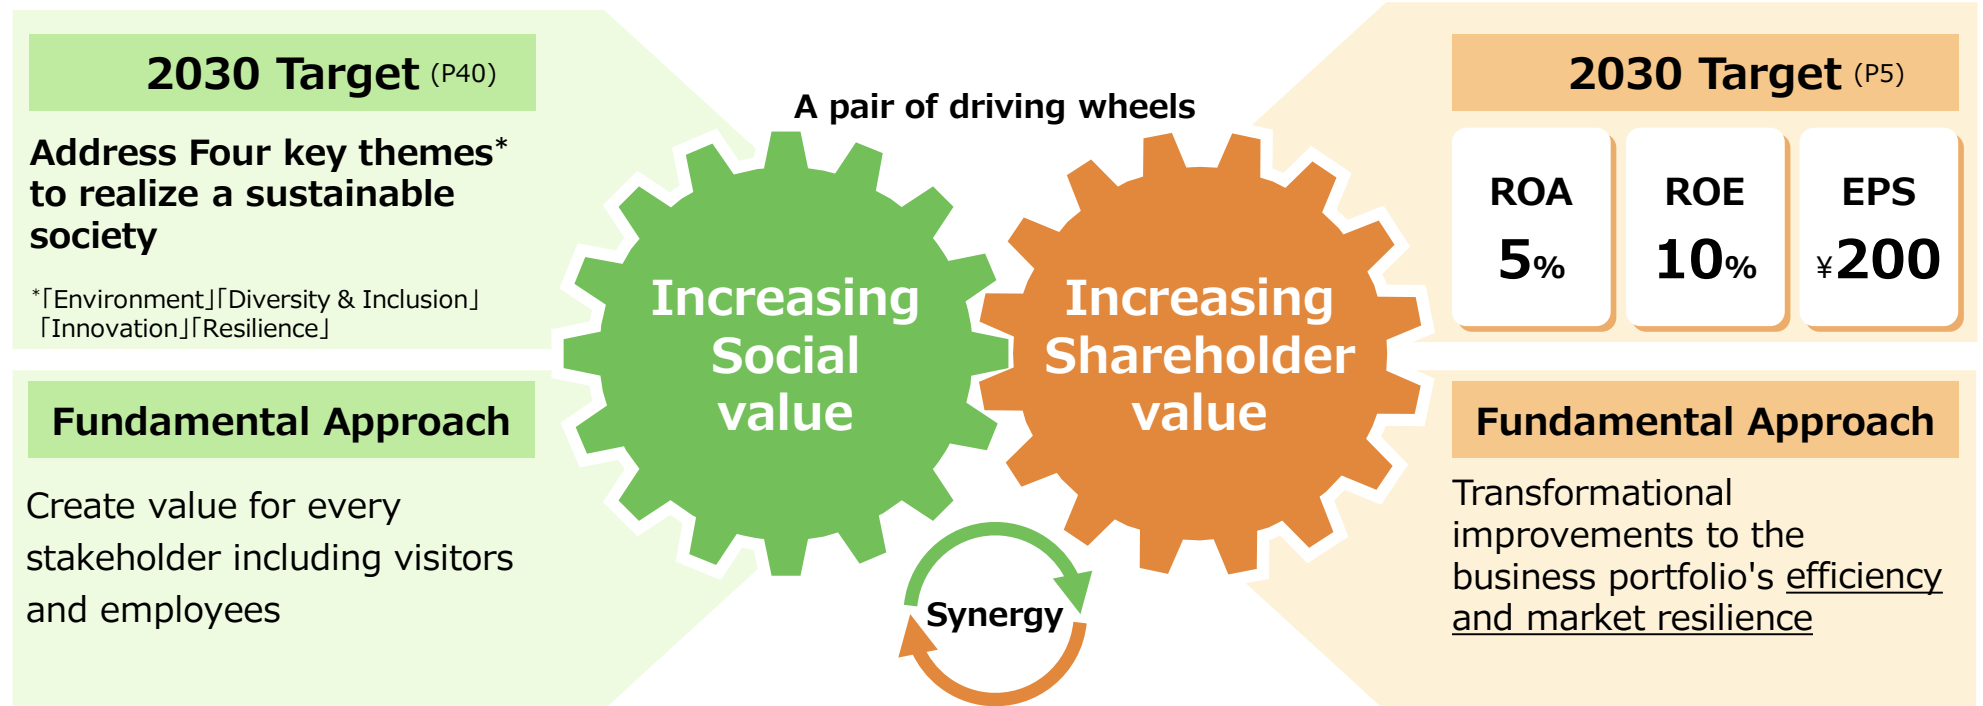 2030 Target (P40)
Address Four key themes*
to realize a sustainable
society
*「Environment」「Diversity & Inclusion」
「Innovation」「Resilience」
Fundamental Approach
Create value for every
stakeholder including visitors
and employees
A pair of driving wheels
Increasing
Social
value
Increasing
Shareholder
value
Synergy
2030 Target (P5)
ROA
5%
ROE
10%
EPS
¥200
Fundamental Approach
Transformational
improvements to the
business portfolio's efficiency
and market resilience